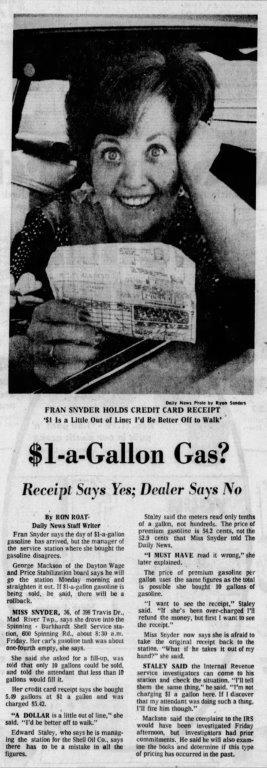 Daily News Photo by Ryan Sanders
FRAN SNYDER HOLDS CREDIT CARD RECEIPT
'$1 Is a Little Out of Line; I'd Be Better Off to Walk'
$1-a-Gallon Gas?
Receipt Says Yes; Dealer Says No
By RON ROAT
Daily News Staff Writer
Fran Snyder says the day of $1-a-gallon
gasoline has arrived, but the manager of
the service station where she bought the
gasoline disagrees.
George Mackson of the Dayton Wage
and Price Stabilization board says he will
go the station Monday morning and
straighten it out. If $1-a-gallon gasoline is
being sold, he said, there will be a
rollback.
MISS SNYDER, 36, of 398 Travis Dr.,
Mad River Twp., says she drove into the
Spinning - Burkhardt Shell Service sta-
tion, 600 Spinning Rd., about 8:30 a.m.
Friday. Her car's gasoline tank was about
one-fourth empty, she says.
She said she asked for a fill-up, was
told that only 10 gallons could be sold,
and told the attendant that less than 10
gallons would fill it.
Her credit card receipt says she bought
5.40 gallons at $1 a gallon and was
charged $5.42.
"A DOLLAR is a little out of line," she
said, "I'd be better off to walk."
Edward Staley, who says he is manag-
ing the station for the Shell Oil Co., says
there has to be a mistake in all the
figures.
Staley said the meters read only tenths
of a gallon, not hundreds. The price of
premium gasoline is 54.2 cents, not the
52.9 cents that Miss Snyder told The
Daily News.
"I MUST HAVE read it wrong," she
later explained.
The price of premium gasoline per
gallon uses the same figures as the total
is possible she bought 10 gallons of
gasoline.
"I want to see the receipt," Staley
said. "If she's been over-charged I'll
refund the money, but first I want to see
the receipt."
Miss Snyder now says she is afraid to
take the original receipt back to the
station. "What if he takes it out of my
hand?" she said.
STALEY SAID the Internal Revenue
service investigators can come to his
station and check the situation. "I'll tell
them the same thing," he said. "I'm not
charging $1 a gallon here. If I discover
that my attendant was doing such a thing,
I'll fire him though."
Mackson said the complaint to the IRS
would have been investigated Friday
afternoon, but investigators had prior
commitments. He said he will also exam-
ine the books and determine if this type
of pricing has occurred in the past.